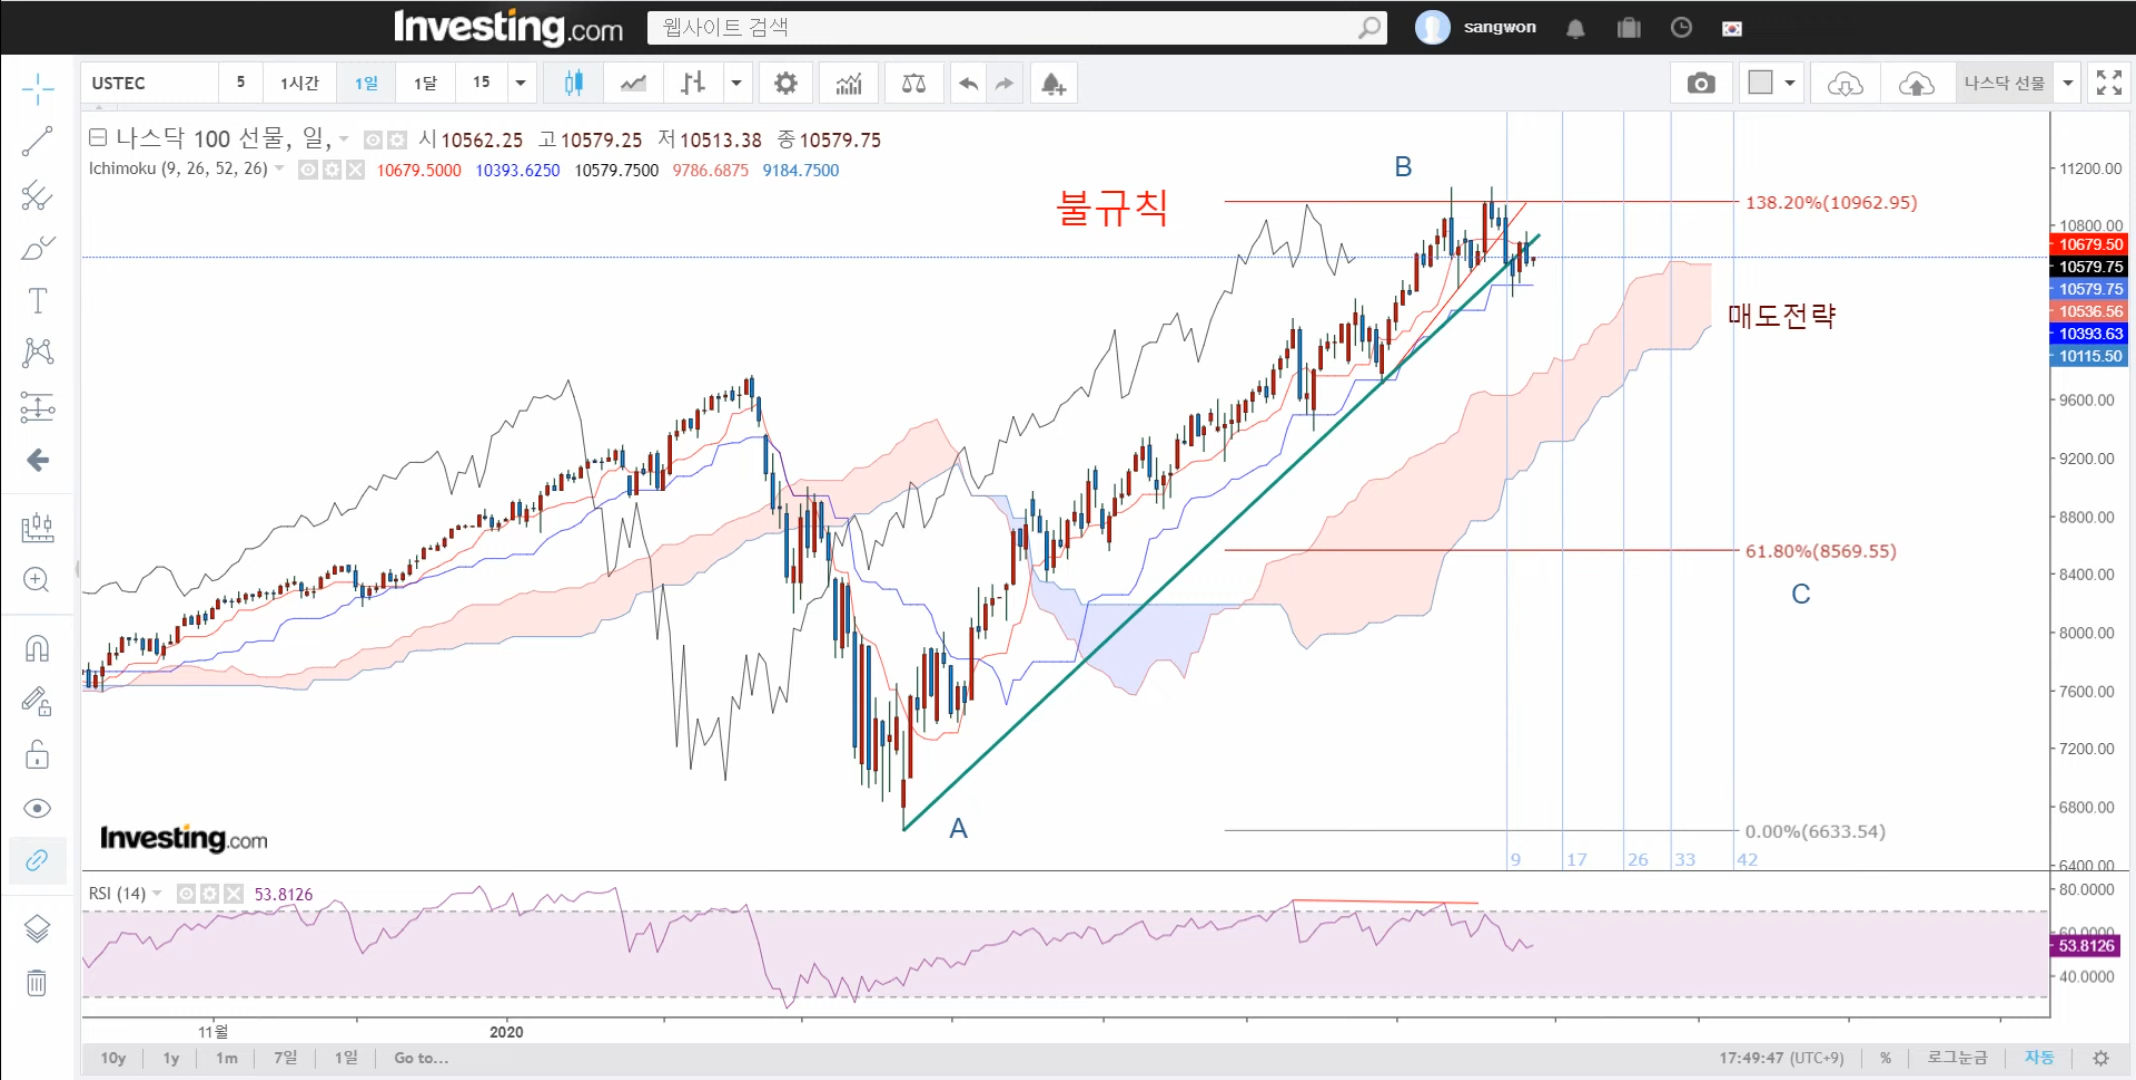 Investing.com
웹사이트 검색
sangwon
USTEC
5
1시간
1일
1달
15
나스닥 선물
나스닥 100 선물, 일, 시 10562.25 고 10579.25 저 10513.38 종 10579.75
Ichimoku (9, 26, 52, 26) 10679.5000 10393.6250 10579.7500 9786.6875 9184.7500
B
불규칙
138.20%(10962.95)
매도전략
61.80%(8569.55)
C
A
0.00%(6633.54)
Investing.com
9
17
26
33
42
11200.00
10800.00
10679.50
10579.75
10579.75
10536.56
10393.63
10115.50
9600.00
9200.00
8800.00
8400.00
8000.00
7600.00
7200.00
6800.00
6400.00
RSI (14) 53.8126
80.0000
60.0000
53.8126
40.0000
11월
2020
10y
1y
1m
7일
1일
Go to...
17:49:47 (UTC+9)
%
로그눈금
자동